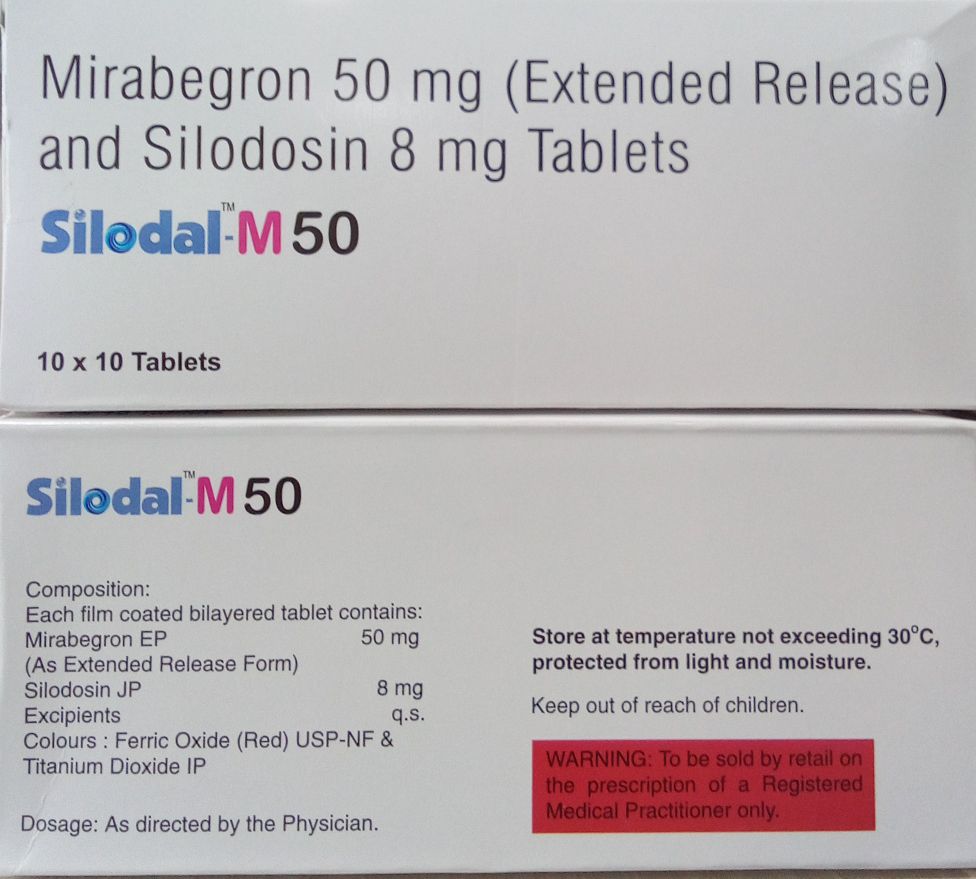 Mirabegron 50 mg (Extended Release)
and Silodosin 8 mg Tablets
Silodal™-M 50
10 x 10 Tablets
Silodal™-M 50
Composition:
Each film coated bilayered tablet contains:
Mirabegron EP 50 mg
(As Extended Release Form)
Silodosin JP 8 mg
Excipients q.s.
Colours : Ferric Oxide (Red) USP-NF &
Titanium Dioxide IP
Dosage: As directed by the Physician.
Store at temperature not exceeding 30°C,
protected from light and moisture.
Keep out of reach of children.
WARNING: To be sold by retail on
the prescription of a Registered
Medical Practitioner only.